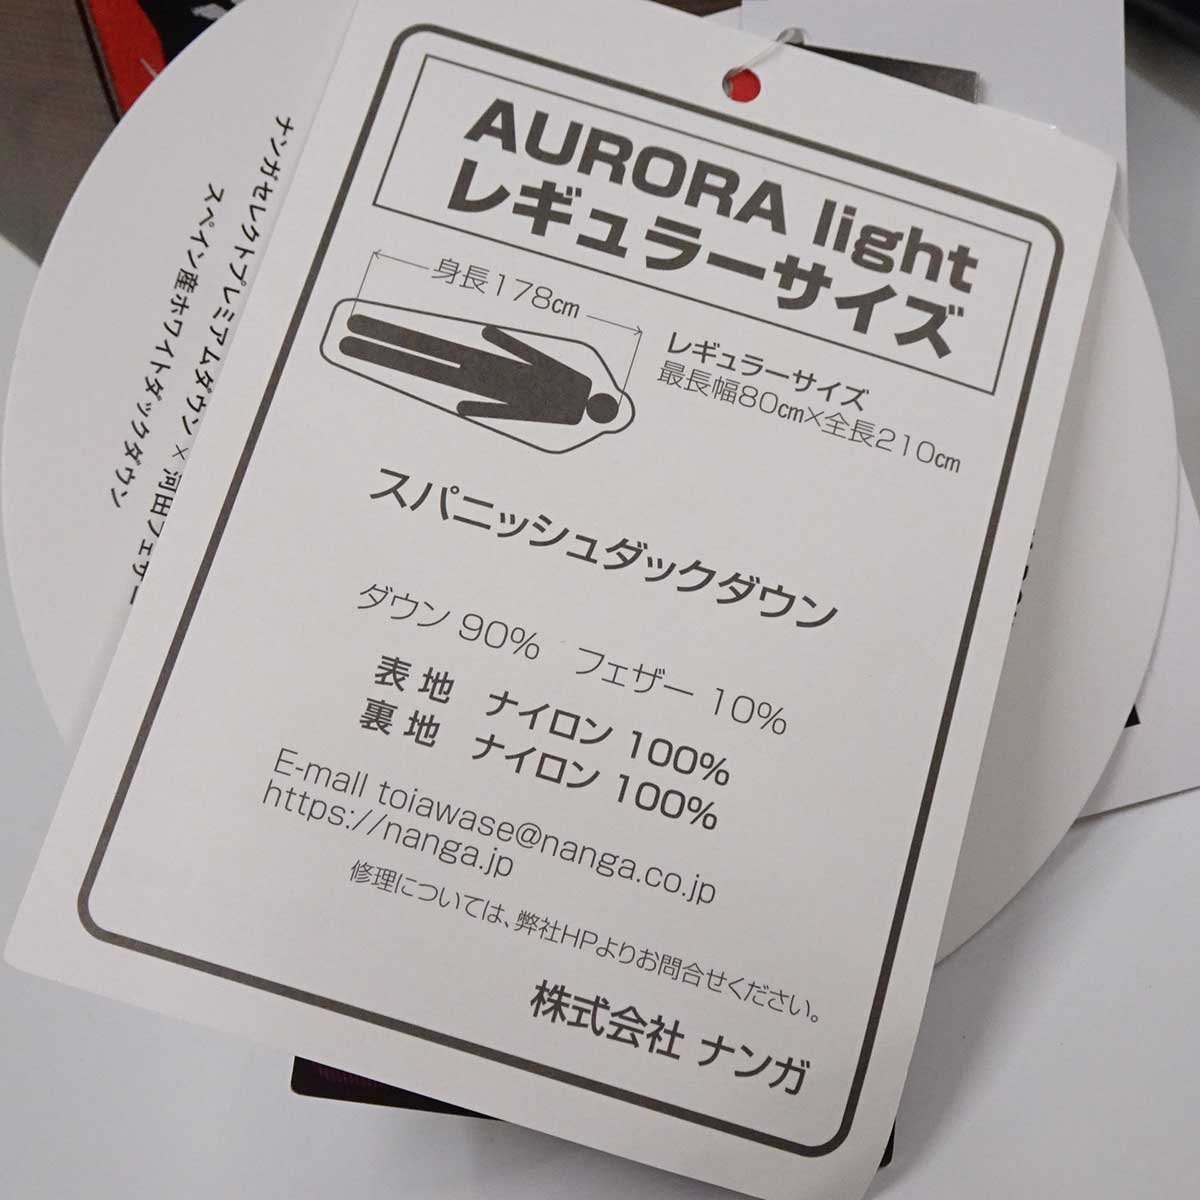 AURORA light
レギュラーサイズ
身長178㎝
レギュラーサイズ
最長幅80㎝×全長210㎝
スパニッシュダックダウン
ダウン 90%　フェザー 10%
表 地　ナイロン 100%
裏 地　ナイロン 100%
E-mall toiawase@nanga.co.jp
https://nanga.jp
修理については、弊社HPよりお問合せください。
株式会社 ナンガ
ナンガセレクトプレミアムダウン × 河田フェザー
スペイン産ホワイトダックダウン